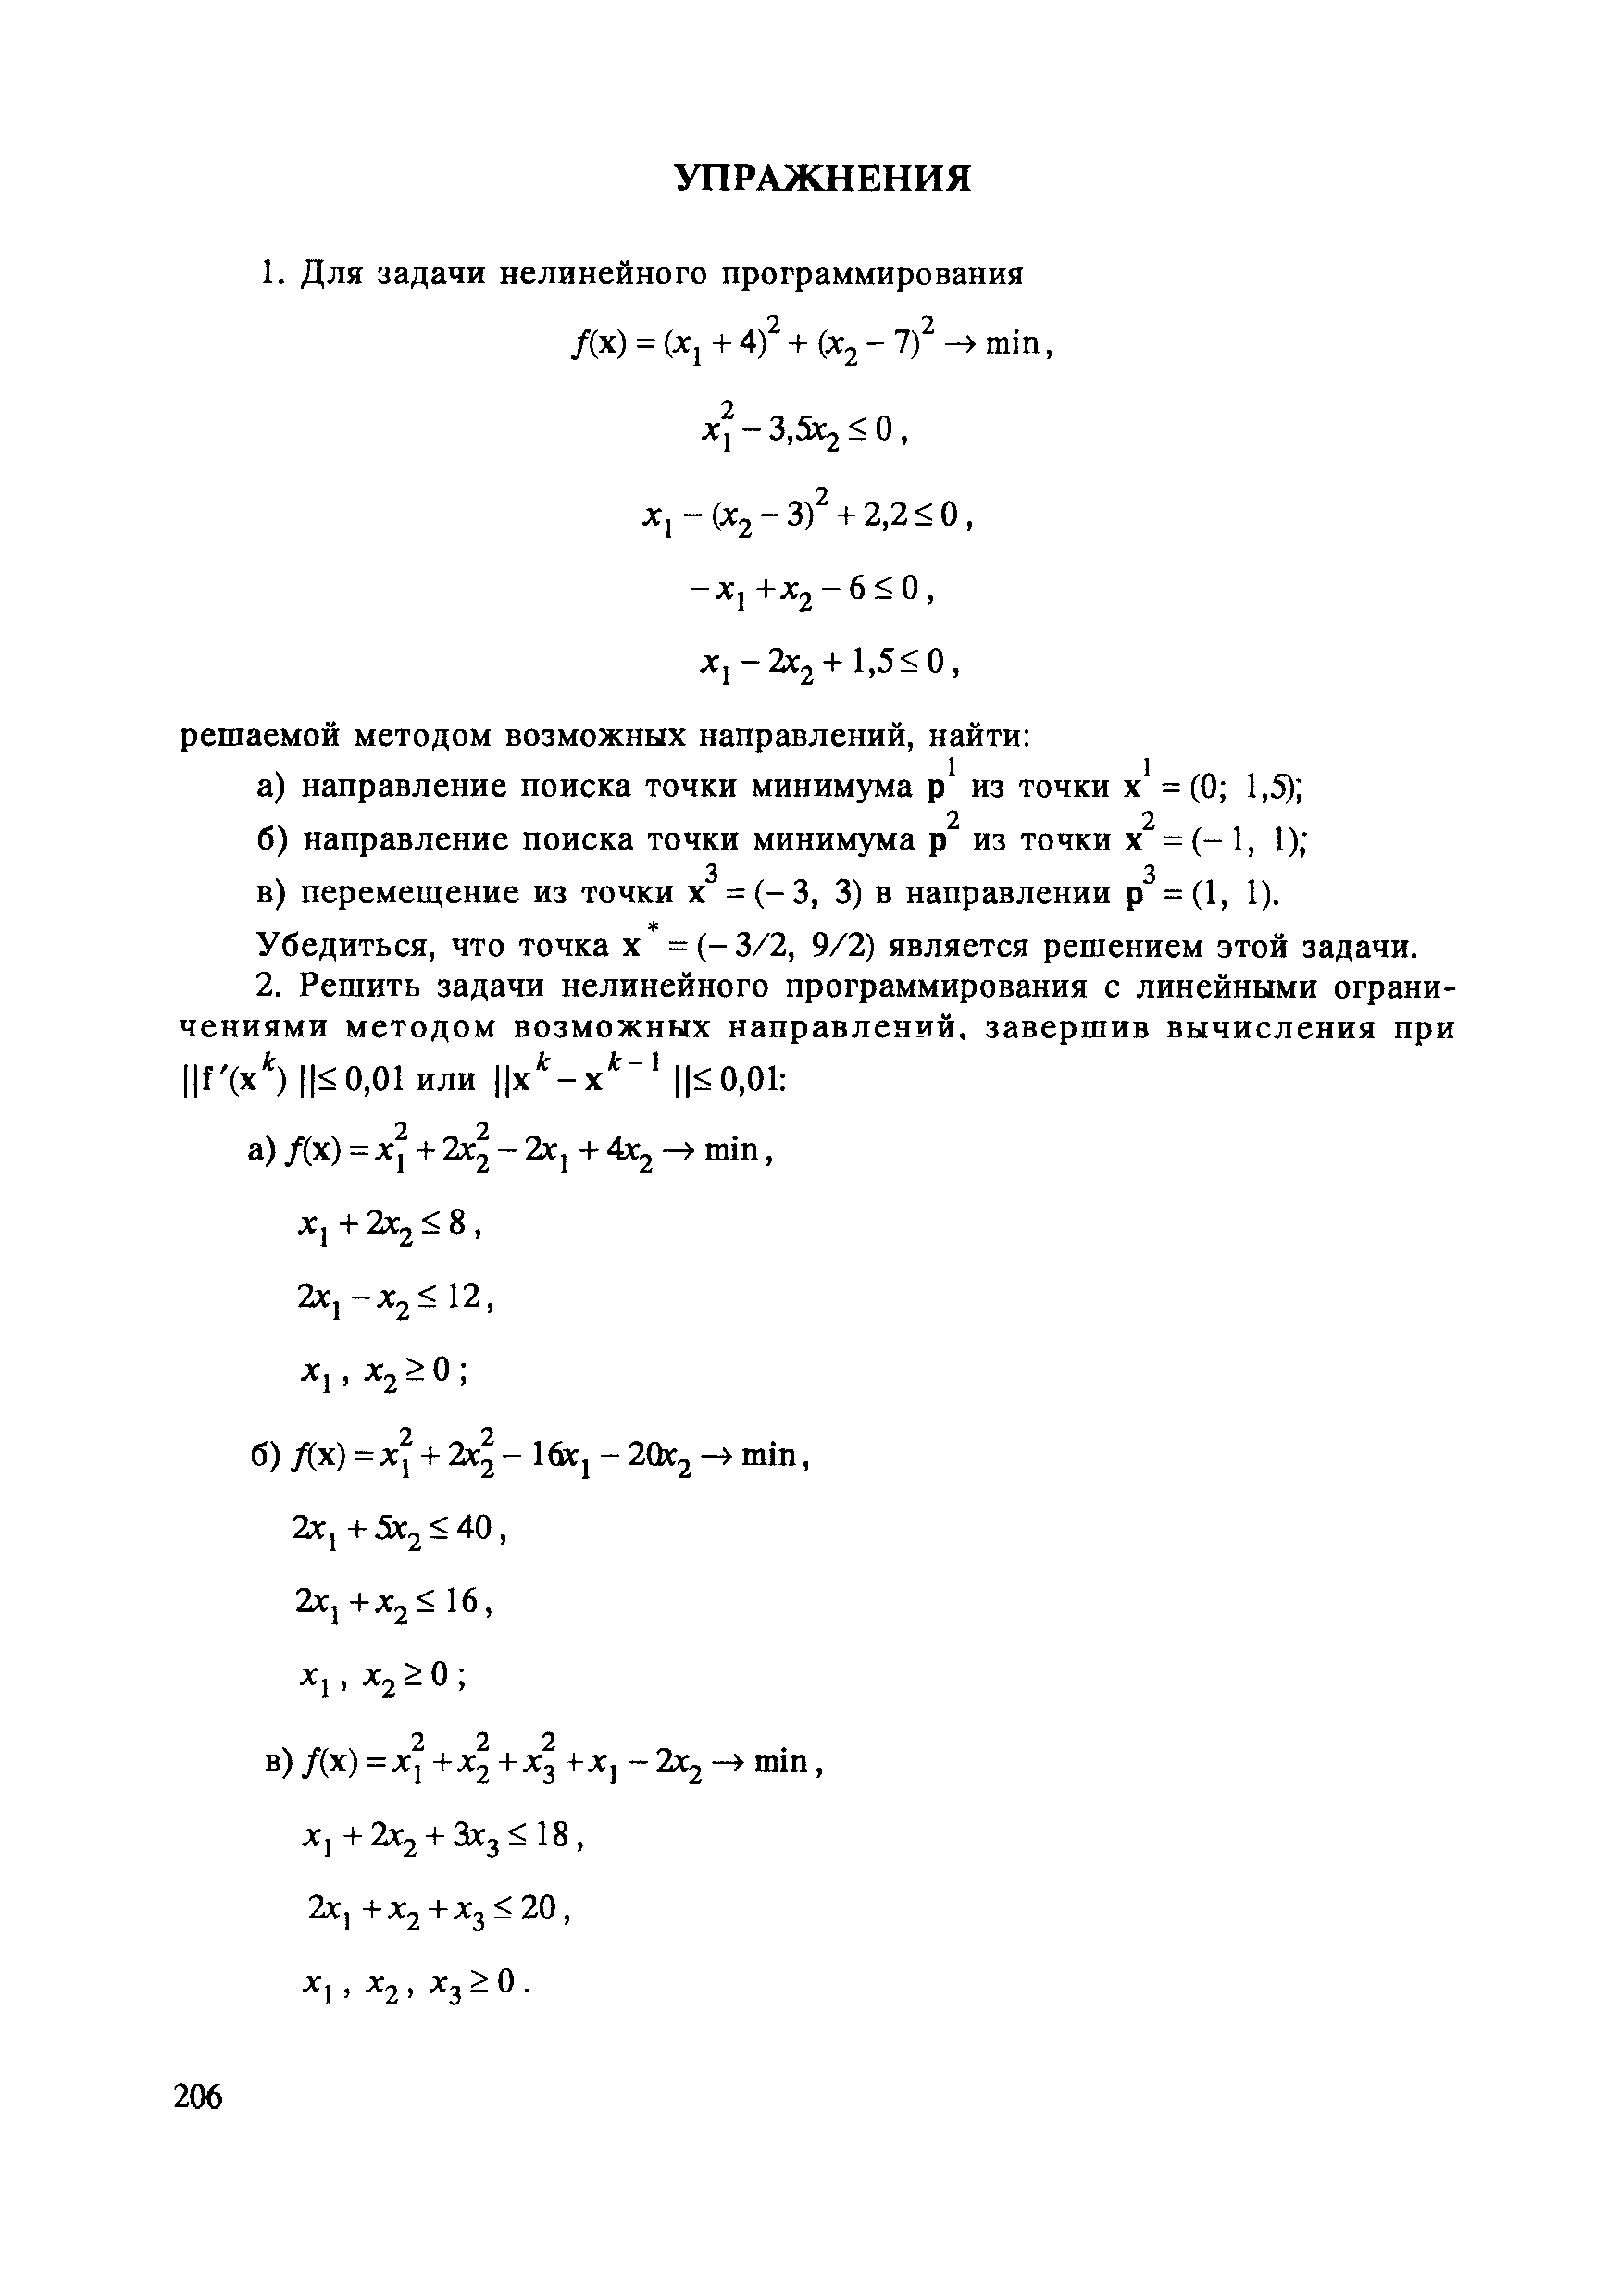 УПРАЖНЕНИЯ
1. Для задачи нелинейного программирования
f(x) = (x₁ + 4)² + (x₂ − 7)² → min,
x₁² − 3,5x₂ ≤ 0,
x₁ − (x₂ − 3)² + 2,2 ≤ 0,
−x₁ + x₂ − 6 ≤ 0,
x₁ − 2x₂ + 1,5 ≤ 0,
решаемой методом возможных направлений, найти:
а) направление поиска точки минимума p¹ из точки x¹ = (0; 1,5);
б) направление поиска точки минимума p² из точки x² = (− 1, 1);
в) перемещение из точки x³ = (− 3, 3) в направлении p³ = (1, 1).
Убедиться, что точка x* = (− 3/2, 9/2) является решением этой задачи.
2. Решить задачи нелинейного программирования с линейными ограни-
чениями методом возможных направлений, завершив вычисления при
||f′(xᵏ)||≤ 0,01 или ||xᵏ − xᵏ⁻¹||≤ 0,01:
а) f(x) = x₁² + 2x₂² − 2x₁ + 4x₂ → min,
x₁ + 2x₂ ≤ 8,
2x₁ − x₂ ≤ 12,
x₁, x₂ ≥ 0;
б) f(x) = x₁² + 2x₂² − 16x₁ − 20x₂ → min,
2x₁ + 5x₂ ≤ 40,
2x₁ + x₂ ≤ 16,
x₁, x₂ ≥ 0;
в) f(x) = x₁² + x₂² + x₃² + x₁ − 2x₂ → min,
x₁ + 2x₂ + 3x₃ ≤ 18,
2x₁ + x₂ + x₃ ≤ 20,
x₁, x₂, x₃ ≥ 0.
206